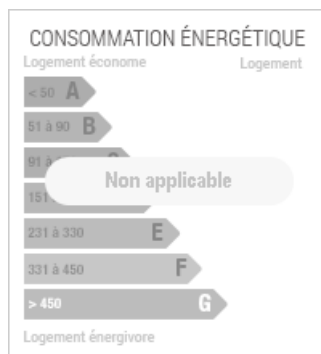 CONSOMMATION ÉNERGÉTIQUE
Logement économe Logement
< 50 A
51 à 90 B
91 à
Non applicable
151
231 à 330 E
331 à 450 F
> 450 G
Logement énergivore